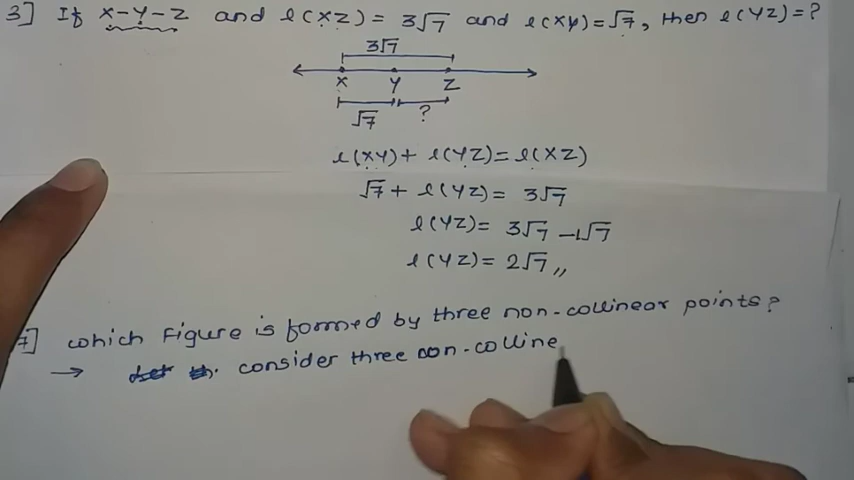 3] If X-Y-Z and l(XZ) = 3√7 and l(XY) = √7, then l(YZ) = ?
3√7
X Y Z
√7 ?
l(XY) + l(YZ) = l(XZ)
√7 + l(YZ) = 3√7
l(YZ) = 3√7 - 1√7
l(YZ) = 2√7,,
7] which Figure is formed by three non-collinear points?
→ consider three non-colline